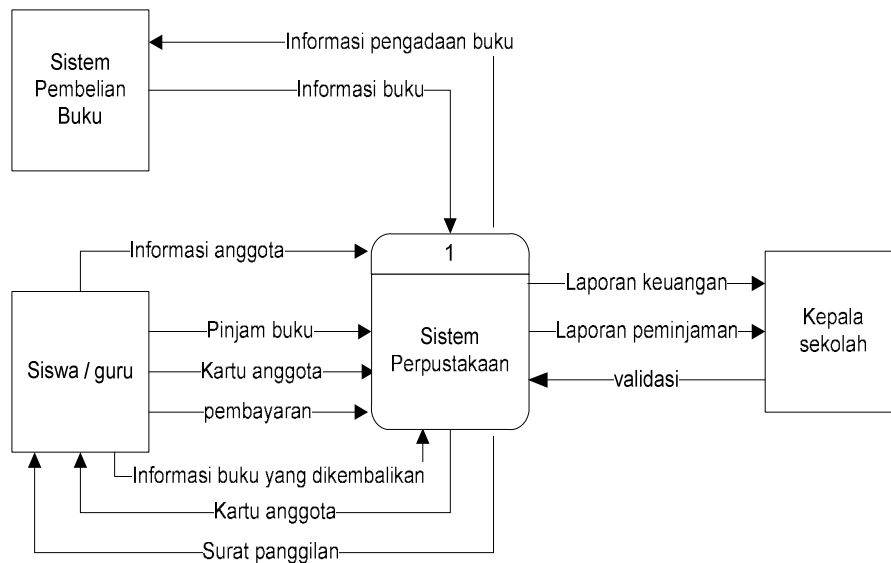 Informasi pengadaan buku
Sistem
Pembelian
Buku
Informasi buku
Informasi anggota
1
Laporan keuangan
Pinjam buku
Sistem
Perpustakaan
Laporan peminjaman
Kepala
sekolah
Siswa / guru
Kartu anggota
validasi
pembayaran
Informasi buku yang dikembalikan
Kartu anggota
Surat panggilan